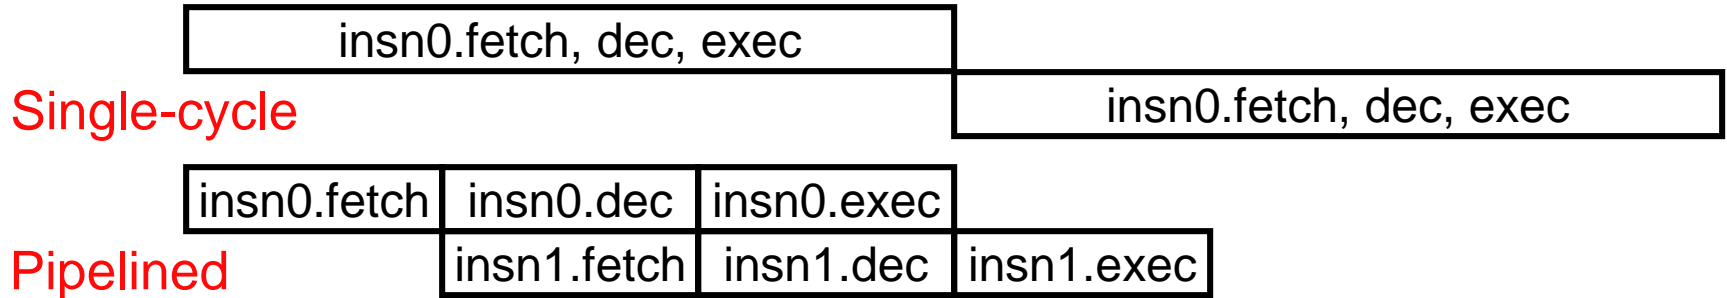 insn0.fetch, dec, exec
Single-cycle
insn0.fetch, dec, exec
insn0.fetch insn0.dec insn0.exec
Pipelined
insn1.fetch insn1.dec insn1.exec